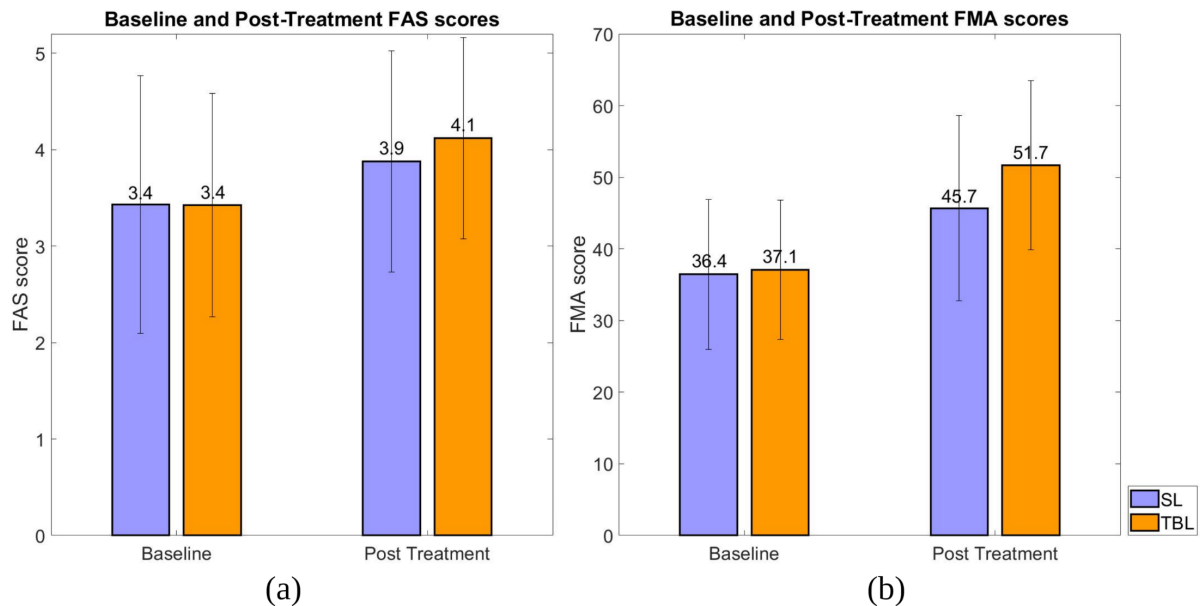 Baseline and Post-Treatment FAS scores
FAS score
5
4
3
2
1
0
3.4
3.4
3.9
4.1
Baseline
Post Treatment
(a)
Baseline and Post-Treatment FMA scores
FMA score
70
60
50
40
30
20
10
0
36.4
37.1
45.7
51.7
Baseline
Post Treatment
(b)
SL
TBL